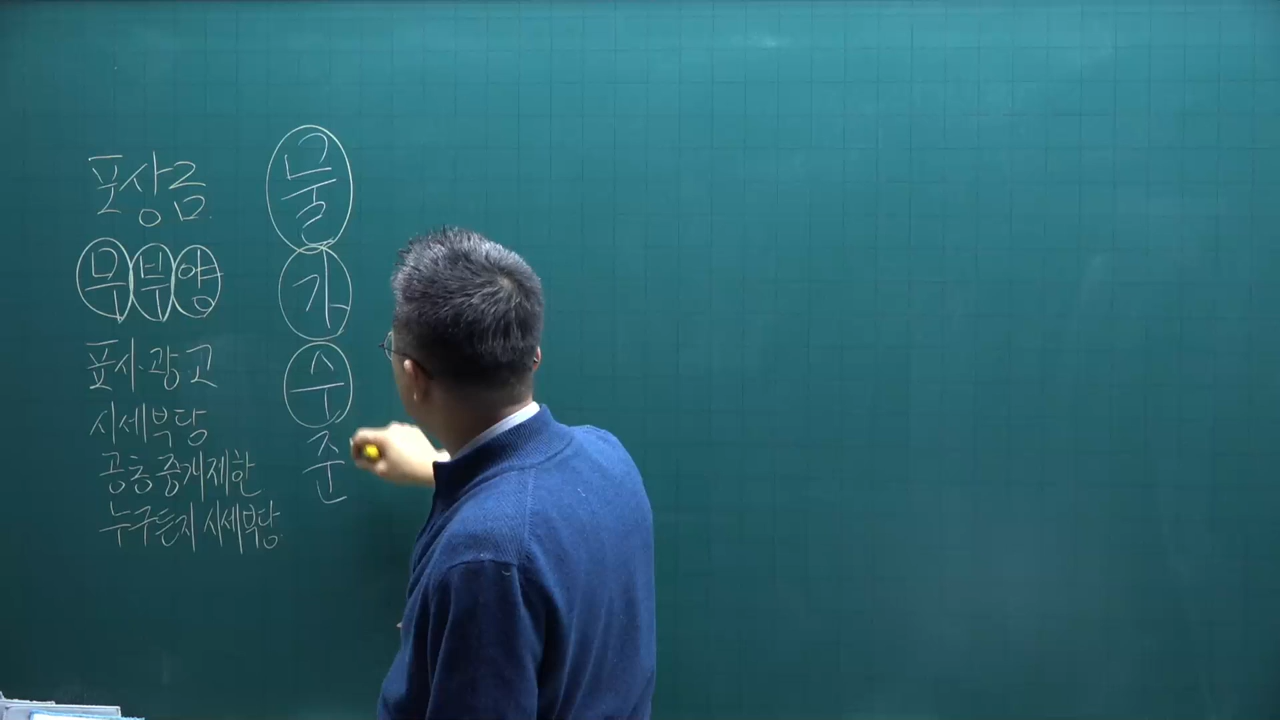 포상금
무부양
표시·광고
시세부당
공동중개제한
누구든지 시세부당
물
가
수
준